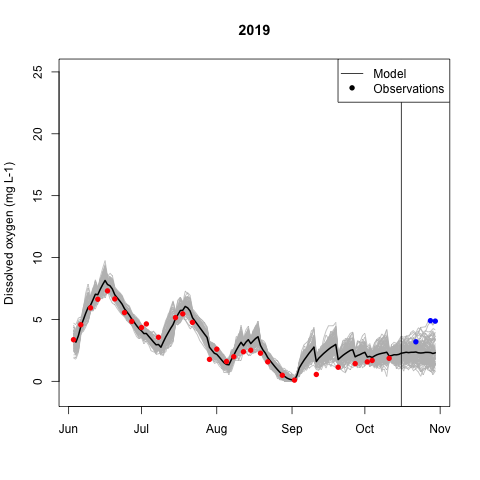 2019
Model
Observations
Dissolved oxygen (mg L-1)
25
20
15
10
5
0
Jun Jul Aug Sep Oct Nov